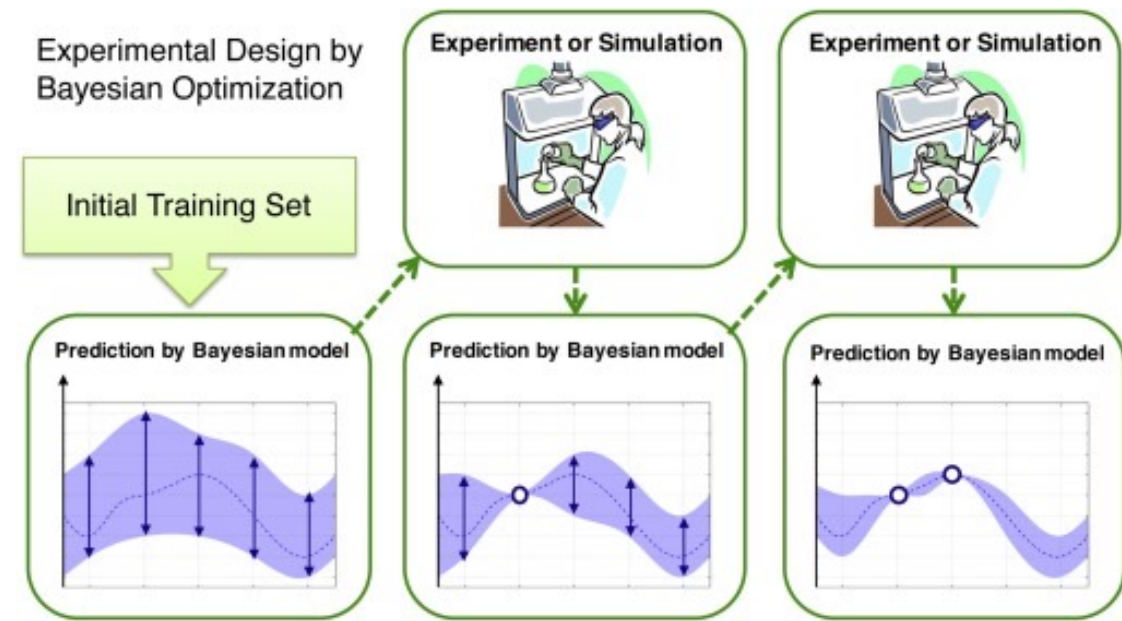 Experimental Design by
Bayesian Optimization
Initial Training Set
Experiment or Simulation
Experiment or Simulation
Prediction by Bayesian model
Prediction by Bayesian model
Prediction by Bayesian model